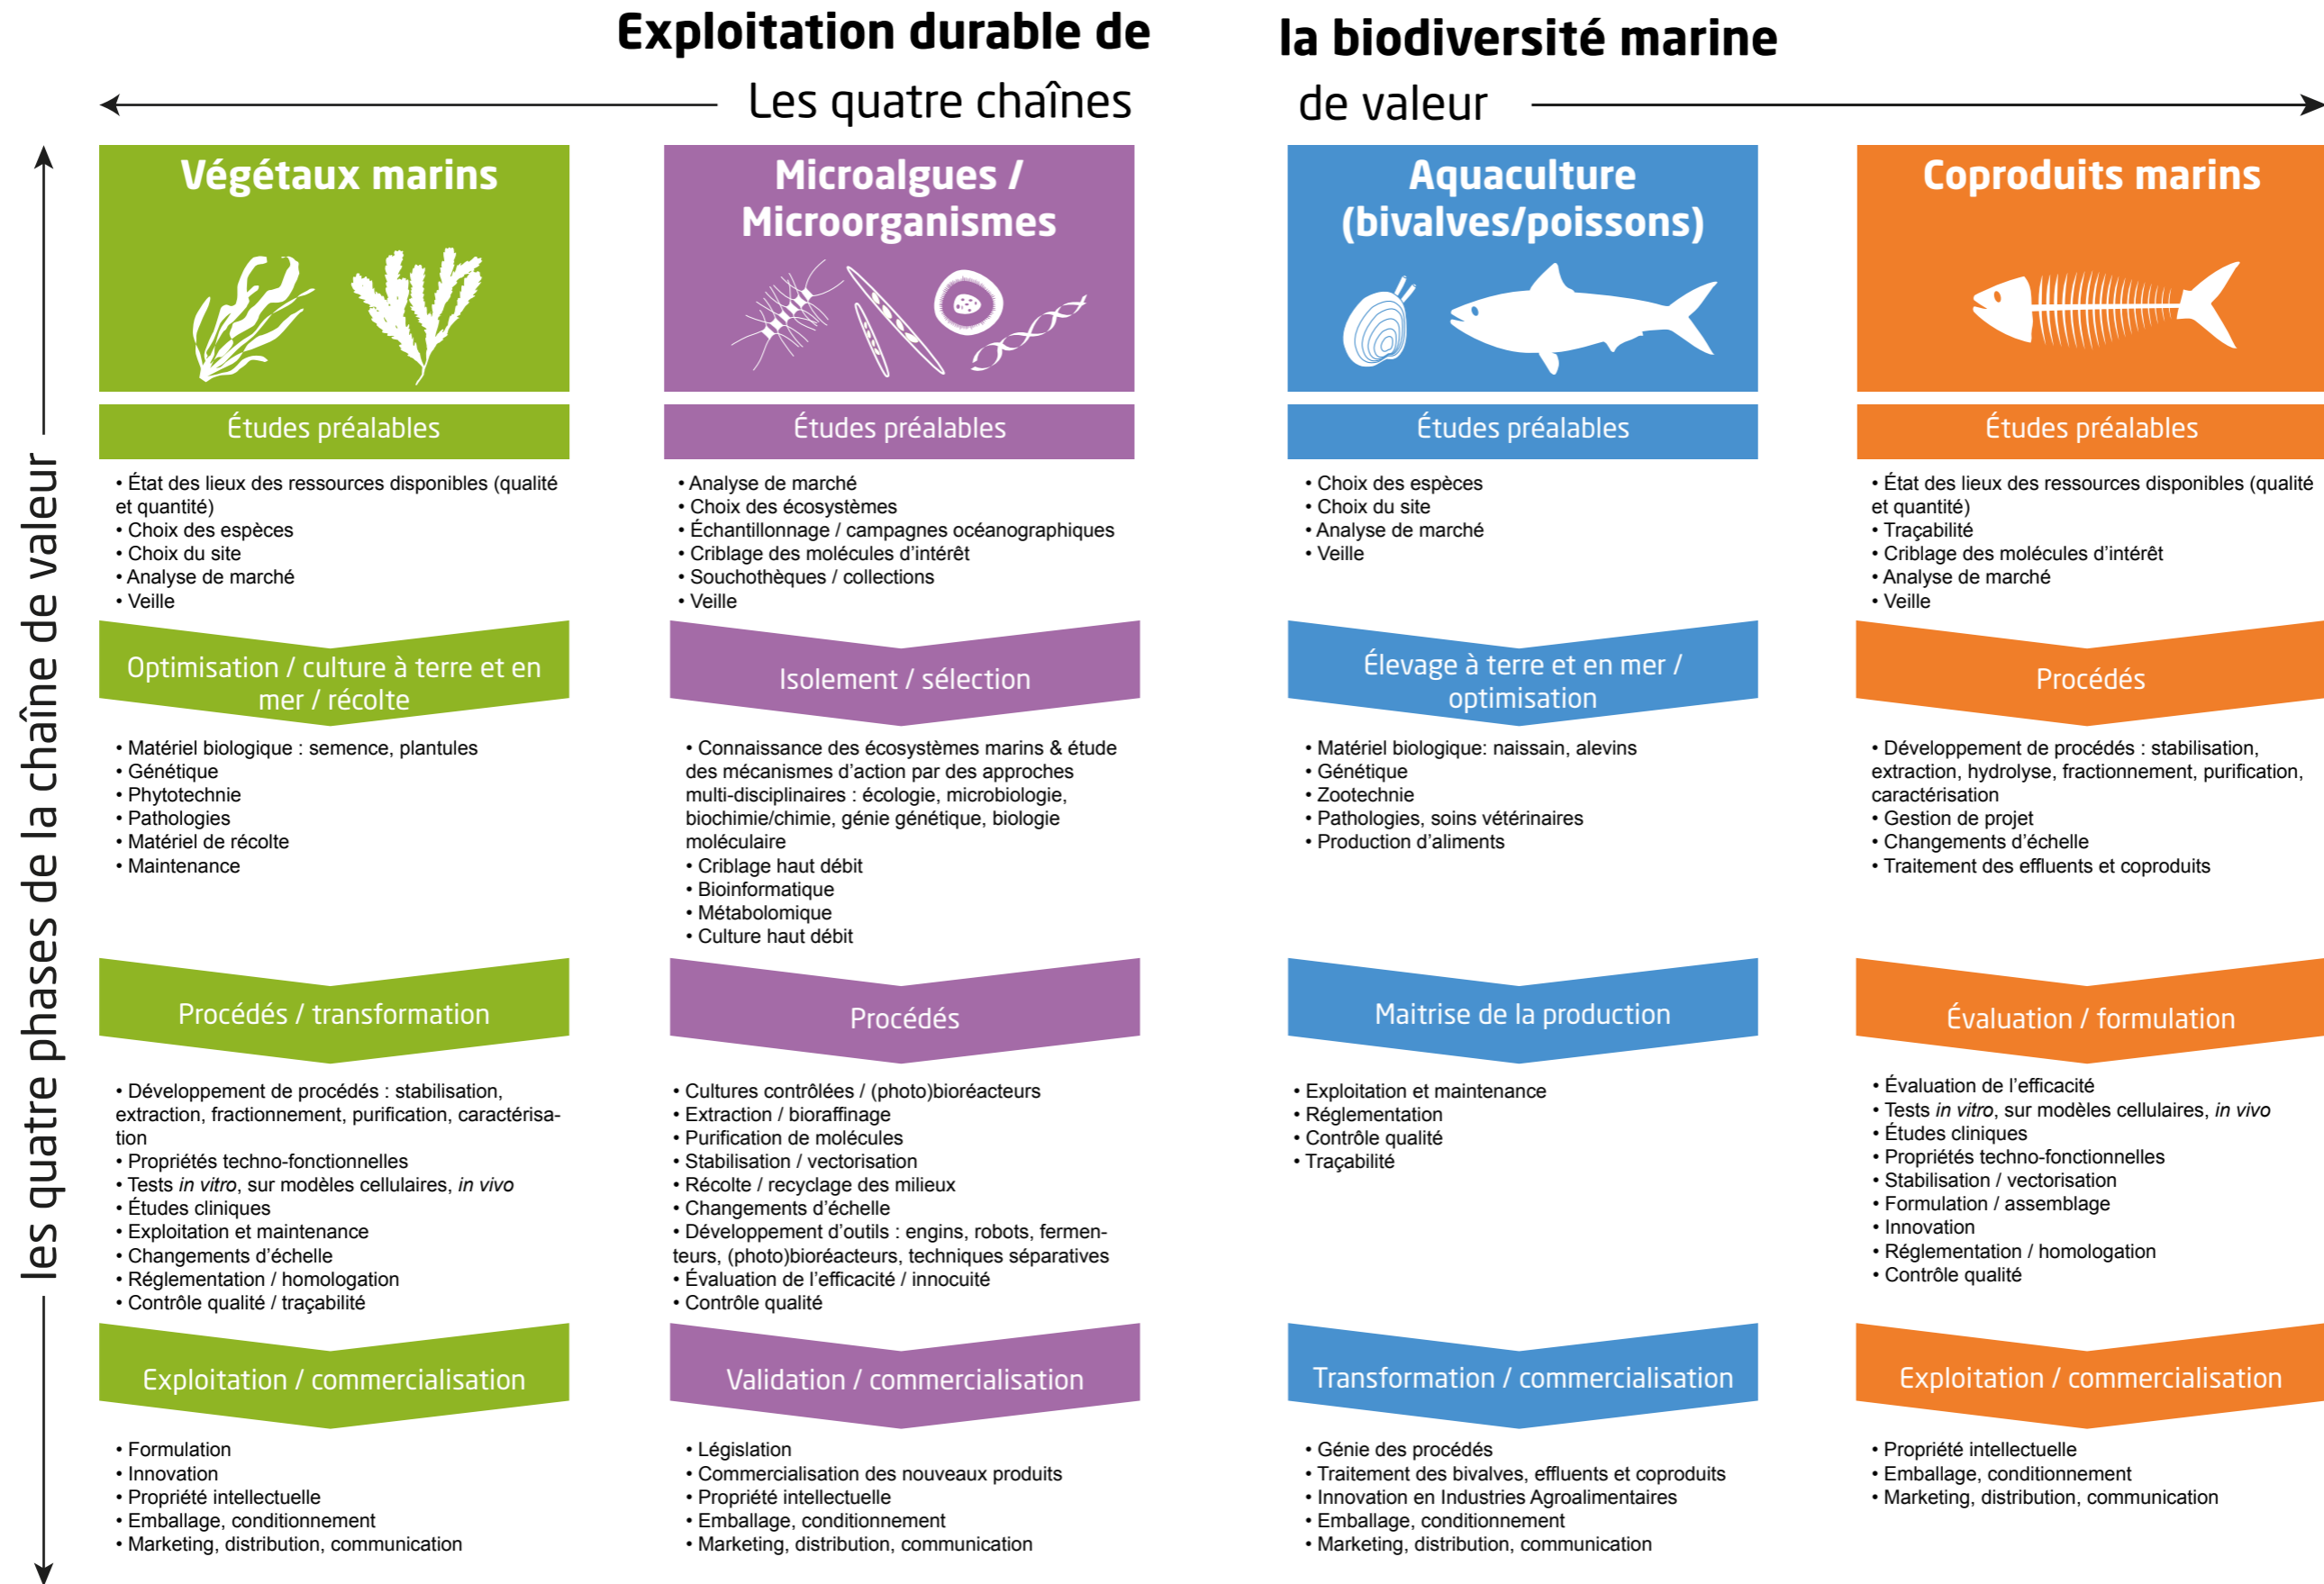 Exploitation durable de la biodiversité marine
Les quatre chaînes de valeur
les quatre phases de la chaîne de valeur
Végétaux marins
Études préalables
• État des lieux des ressources disponibles (qualité
et quantité)
• Choix des espèces
• Choix du site
• Analyse de marché
• Veille
Optimisation / culture à terre et en
mer / récolte
• Matériel biologique : semence, plantules
• Génétique
• Phytotechnie
• Pathologies
• Matériel de récolte
• Maintenance
Procédés / transformation
• Développement de procédés : stabilisation,
extraction, fractionnement, purification, caractérisa-
tion
• Propriétés techno-fonctionnelles
• Tests in vitro, sur modèles cellulaires, in vivo
• Études cliniques
• Exploitation et maintenance
• Changements d’échelle
• Réglementation / homologation
• Contrôle qualité / traçabilité
Exploitation / commercialisation
• Formulation
• Innovation
• Propriété intellectuelle
• Emballage, conditionnement
• Marketing, distribution, communication
Microalgues /
Microorganismes
Études préalables
• Analyse de marché
• Choix des écosystèmes
• Échantillonnage / campagnes océanographiques
• Criblage des molécules d’intérêt
• Souchothèques / collections
• Veille
Isolement / sélection
• Connaissance des écosystèmes marins & étude
des mécanismes d’action par des approches
multi-disciplinaires : écologie, microbiologie,
biochimie/chimie, génie génétique, biologie
moléculaire
• Criblage haut débit
• Bioinformatique
• Métabolomique
• Culture haut débit
Procédés
• Cultures contrôlées / (photo)bioréacteurs
• Extraction / bioraffinage
• Purification de molécules
• Stabilisation / vectorisation
• Récolte / recyclage des milieux
• Changements d’échelle
• Développement d’outils : engins, robots, fermen-
teurs, (photo)bioréacteurs, techniques séparatives
• Évaluation de l’efficacité / innocuité
• Contrôle qualité
Validation / commercialisation
• Législation
• Commercialisation des nouveaux produits
• Propriété intellectuelle
• Emballage, conditionnement
• Marketing, distribution, communication
Aquaculture
(bivalves/poissons)
Études préalables
• Choix des espèces
• Choix du site
• Analyse de marché
• Veille
Élevage à terre et en mer /
optimisation
• Matériel biologique: naissain, alevins
• Génétique
• Zootechnie
• Pathologies, soins vétérinaires
• Production d’aliments
Maitrise de la production
• Exploitation et maintenance
• Réglementation
• Contrôle qualité
• Traçabilité
Transformation / commercialisation
• Génie des procédés
• Traitement des bivalves, effluents et coproduits
• Innovation en Industries Agroalimentaires
• Emballage, conditionnement
• Marketing, distribution, communication
Coproduits marins
Études préalables
• État des lieux des ressources disponibles (qualité
et quantité)
• Traçabilité
• Criblage des molécules d’intérêt
• Analyse de marché
• Veille
Procédés
• Développement de procédés : stabilisation,
extraction, hydrolyse, fractionnement, purification,
caractérisation
• Gestion de projet
• Changements d’échelle
• Traitement des effluents et coproduits
Évaluation / formulation
• Évaluation de l’efficacité
• Tests in vitro, sur modèles cellulaires, in vivo
• Études cliniques
• Propriétés techno-fonctionnelles
• Stabilisation / vectorisation
• Formulation / assemblage
• Innovation
• Réglementation / homologation
• Contrôle qualité
Exploitation / commercialisation
• Propriété intellectuelle
• Emballage, conditionnement
• Marketing, distribution, communication